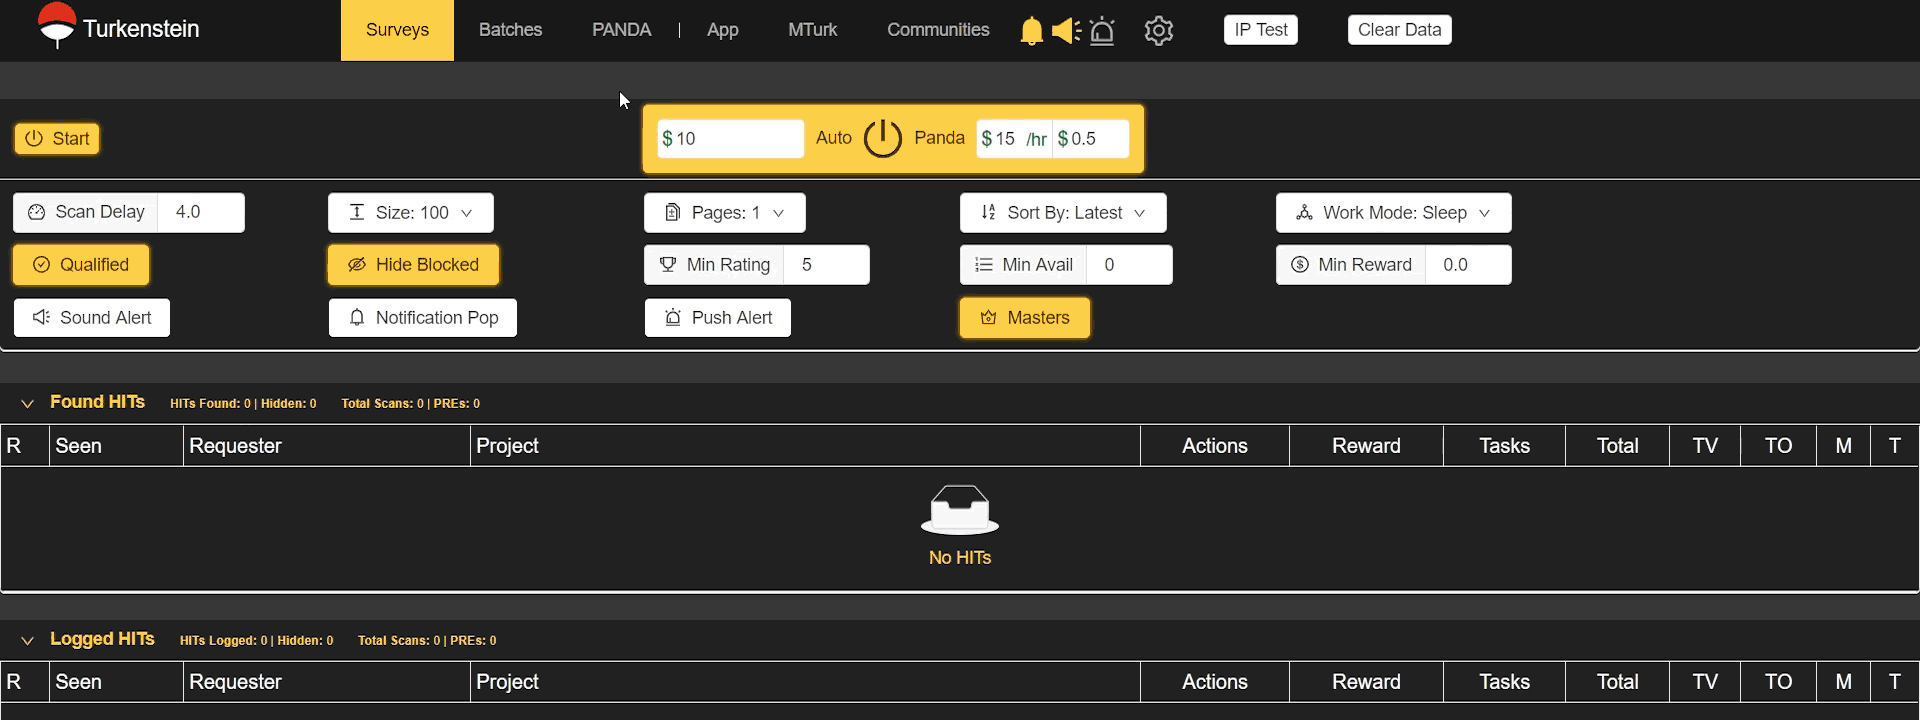 Turkenstein Surveys Batches PANDA | App MTurk Communities IP Test Clear Data
Start $ 10 Auto Panda $ 15 /hr $ 0.5
Scan Delay 4.0 Size: 100 Pages: 1 Sort By: Latest Work Mode: Sleep
Qualified Hide Blocked Min Rating 5 Min Avail 0 Min Reward 0.0
Sound Alert Notification Pop Push Alert Masters
Found HITs HITs Found: 0 | Hidden: 0 Total Scans: 0 | PREs: 0
R Seen Requester Project Actions Reward Tasks Total TV TO M T
No HITs
Logged HITs HITs Logged: 0 | Hidden: 0 Total Scans: 0 | PREs: 0
R Seen Requester Project Actions Reward Tasks Total TV TO M T